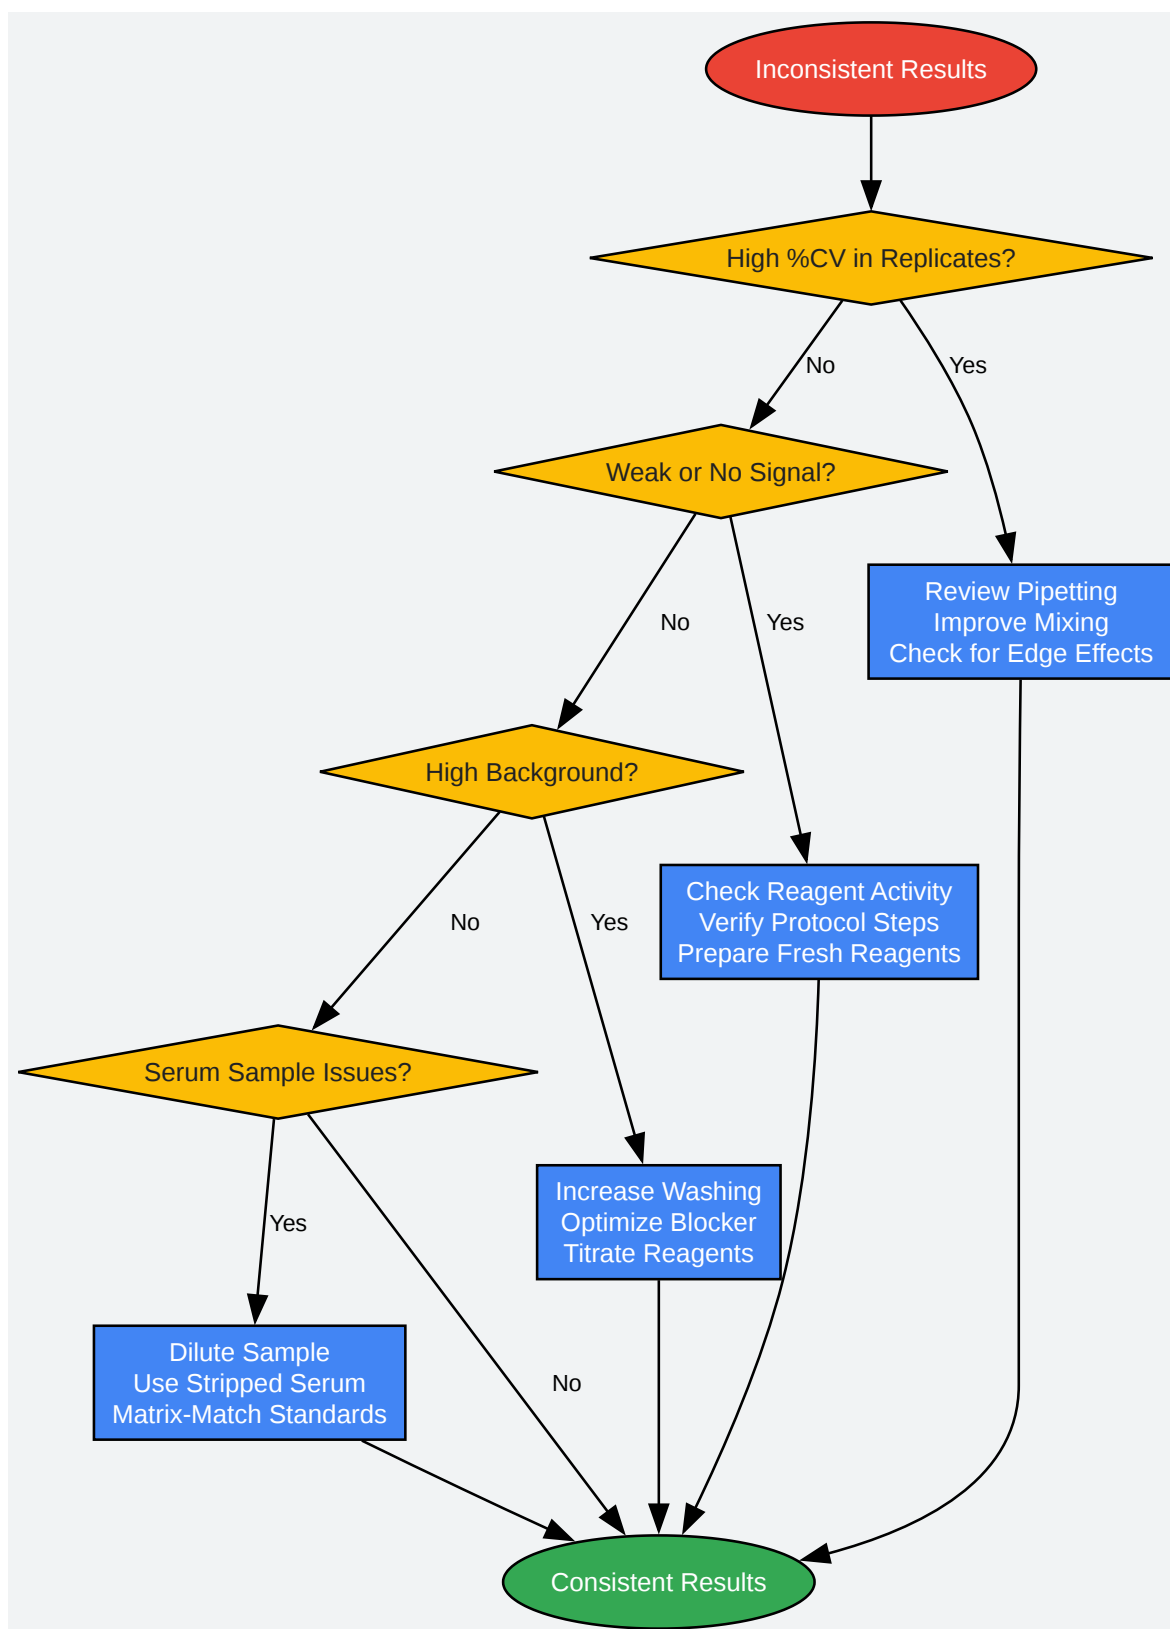 Inconsistent Results
High %CV in Replicates?
No
Yes
Weak or No Signal?
Review Pipetting
Improve Mixing
Check for Edge Effects
No
Yes
High Background?
Check Reagent Activity
Verify Protocol Steps
Prepare Fresh Reagents
No
Yes
Serum Sample Issues?
Increase Washing
Optimize Blocker
Titrate Reagents
Yes
Dilute Sample
Use Stripped Serum
Matrix-Match Standards
No
Consistent Results